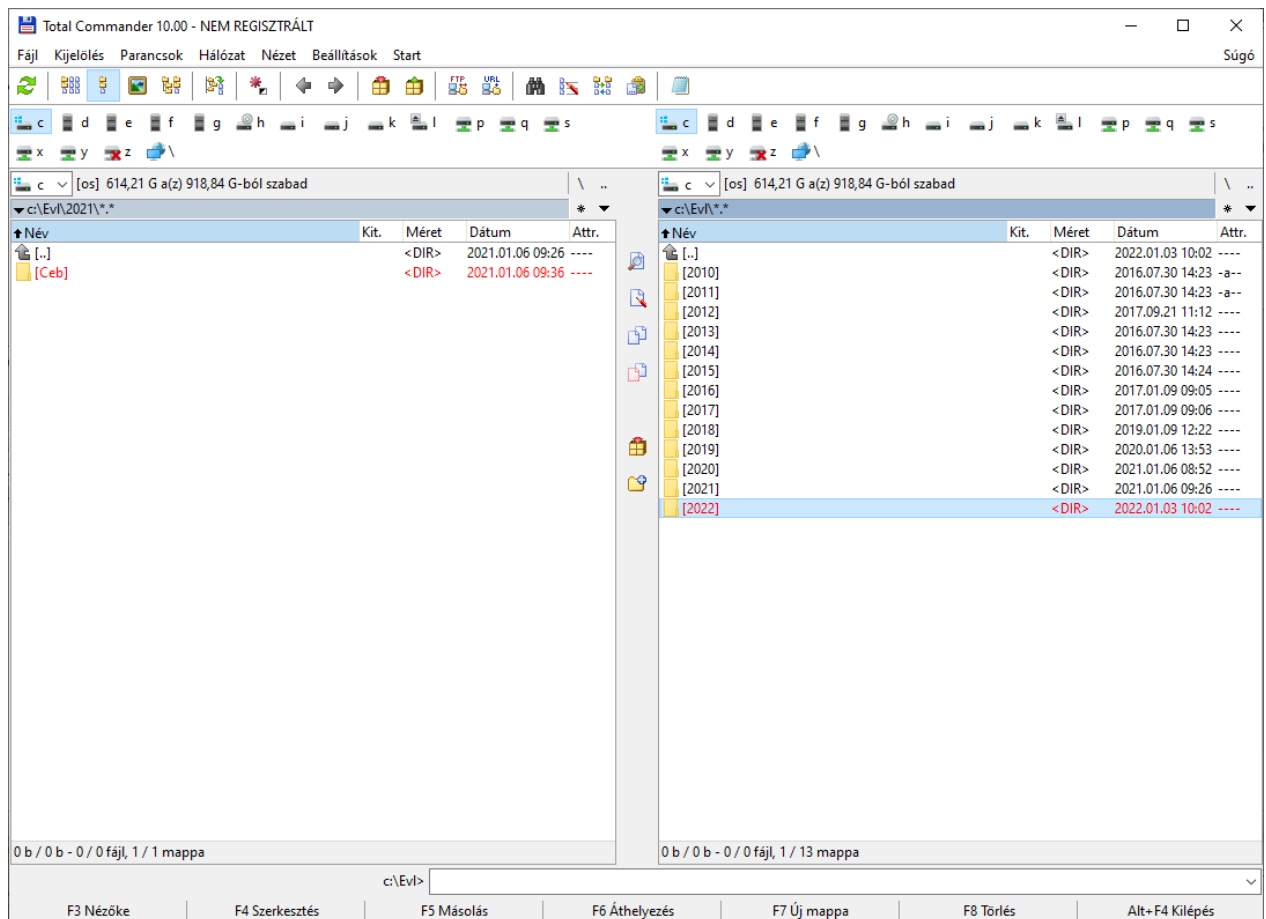 Total Commander 10.00 - NEM REGISZTRÁLT
Fájl Kijelölés Parancsok Hálózat Nézet Beállítások Start Súgó
FTP URL
c d e f g h i j k l p q s
x y z \
c d e f g h i j k l p q s
x y z \
c [os] 614,21 G a(z) 918,84 G-ból szabad \ ..
c:\Evl\2021\*.* *
Név Kit. Méret Dátum Attr.
[..] <DIR> 2021.01.06 09:26 ----
[Ceb] <DIR> 2021.01.06 09:36 ----
0 b / 0 b - 0 / 0 fájl, 1 / 1 mappa
c [os] 614,21 G a(z) 918,84 G-ból szabad \ ..
c:\Evl\*.* *
Név Kit. Méret Dátum Attr.
[..] <DIR> 2022.01.03 10:02 ----
[2010] <DIR> 2016.07.30 14:23 -a--
[2011] <DIR> 2016.07.30 14:23 -a--
[2012] <DIR> 2017.09.21 11:12 ----
[2013] <DIR> 2016.07.30 14:23 ----
[2014] <DIR> 2016.07.30 14:23 ----
[2015] <DIR> 2016.07.30 14:24 ----
[2016] <DIR> 2017.01.09 09:05 ----
[2017] <DIR> 2017.01.09 09:06 ----
[2018] <DIR> 2019.01.09 12:22 ----
[2019] <DIR> 2020.01.06 13:53 ----
[2020] <DIR> 2021.01.06 08:52 ----
[2021] <DIR> 2021.01.06 09:26 ----
[2022] <DIR> 2022.01.03 10:02 ----
0 b / 0 b - 0 / 0 fájl, 1 / 13 mappa
c:\Evl>
F3 Nézőke F4 Szerkesztés F5 Másolás F6 Áthelyezés F7 Új mappa F8 Törlés Alt+F4 Kilépés